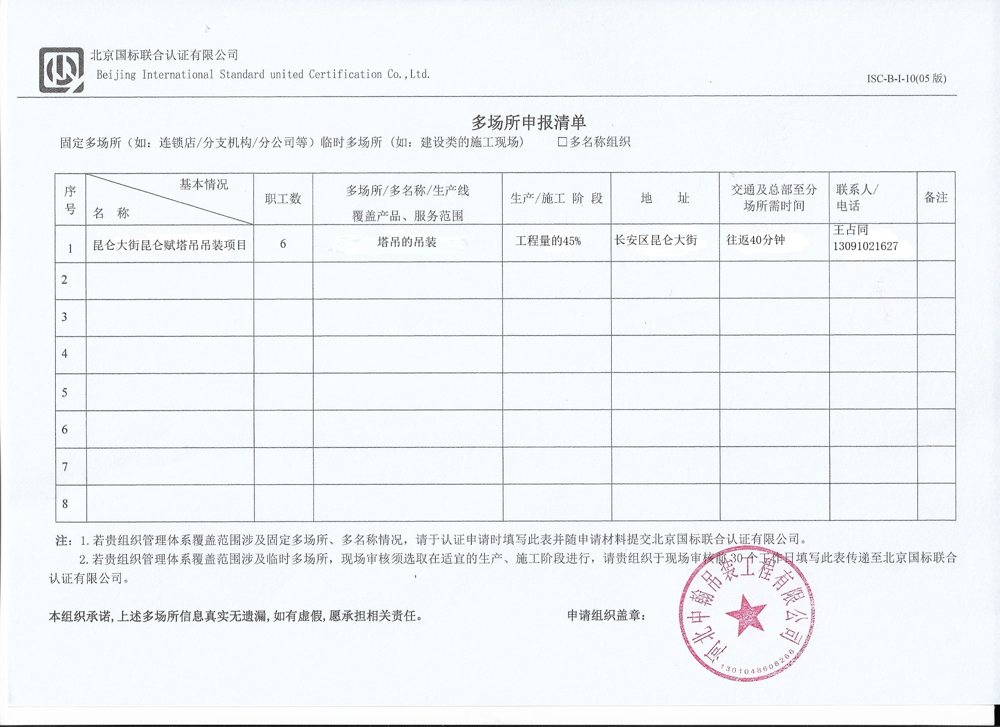 北京国标联合认证有限公司
Beijing International Standard united Certification Co.,Ltd.
ISC-B-I-10(05 版)
多场所申报清单
固定多场所（如：连锁店/分支机构/分公司等）临时多场所 (如：建设类的施工现场) □多名称组织
序号 基本情况 名 称 职工数 多场所/多名称/生产线 覆盖产品、服务范围 生产/施工 阶 段 地 址 交通及总部至分场所需时间 联系人/电话 备注
1 昆仑大街昆仑赋塔吊吊装项目 6 塔吊的吊装 工程量的45% 长安区昆仑大街 往返40分钟 王占同 13091021627
2
3
4
5
6
7
8
注：1.若贵组织管理体系覆盖范围涉及固定多场所、多名称情况，请于认证申请时填写此表并随申请材料提交北京国标联合认证有限公司。
2.若贵组织管理体系覆盖范围涉及临时多场所，现场审核须选取在适宜的生产、施工阶段进行，请贵组织于现场审核前 30 个工作日填写此表传递至北京国标联合
认证有限公司。
本组织承诺,上述多场所信息真实无遗漏,如有虚假,愿承担相关责任。 申请组织盖章：
河北中翰吊装工程有限公司
1301048608266